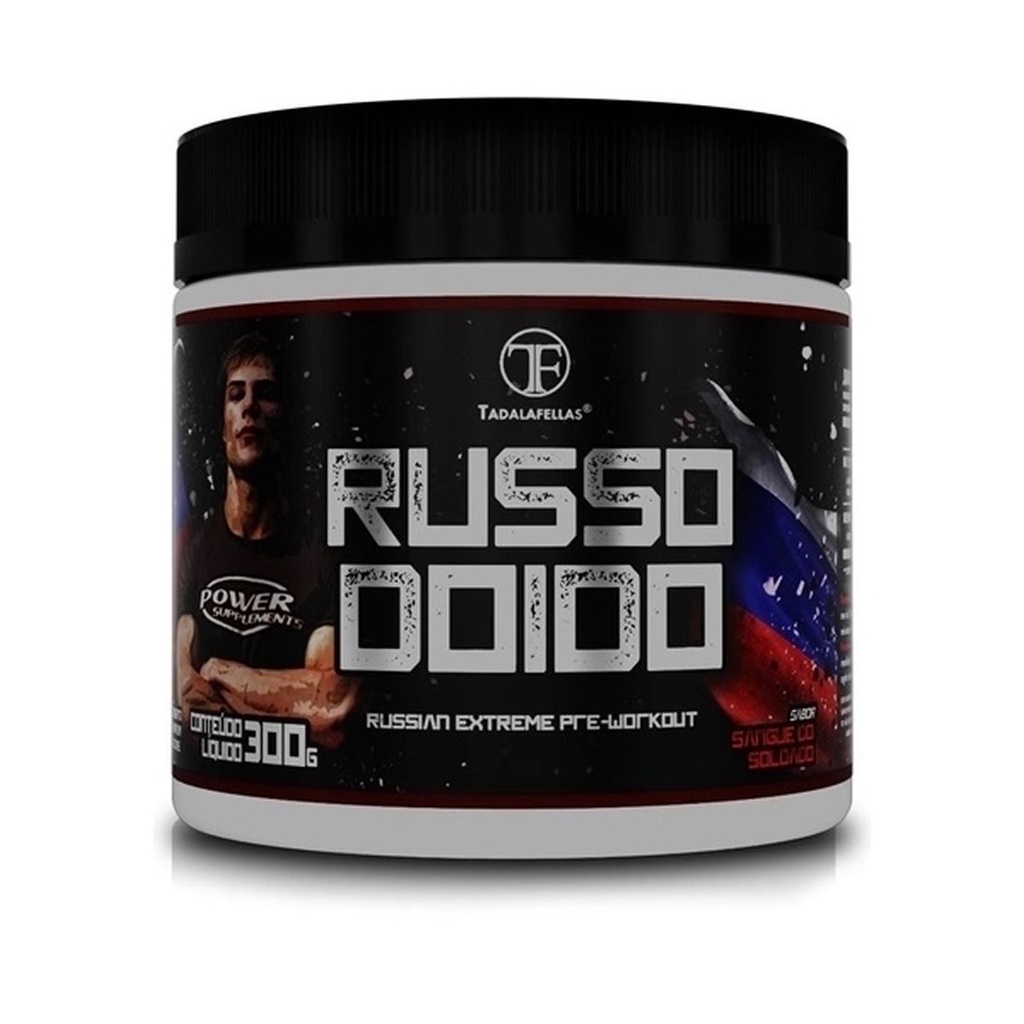 TF
TADALAFELLAS®
RUSSO
DOIDO
POWER
SUPPLEMENTS
RUSSIAN EXTREME PRE-WORKOUT
CONTEÚDO
LÍQUIDO 300G
SABOR
SANGUE DO
SOLDADO